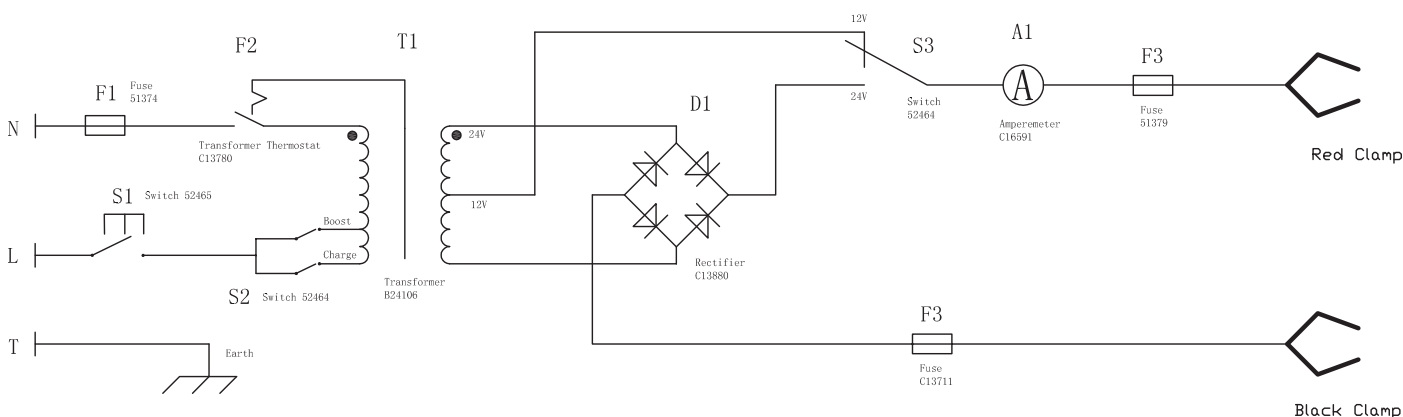 12V
S3
A1
F3
F2
T1
Fuse
51374
F1
D1
24V
Switch
52464
Fuse
51379
Amperemeter
C16591
N
24V
Transformer Thermostat
C13780
Red Clamp
S1
Switch 52465
12V
Boost
L
Charge
Rectifier
C13880
Transformer
B24106
S2
Switch 52464
F3
T
Earth
Fuse
C13711
Black Clamp
A